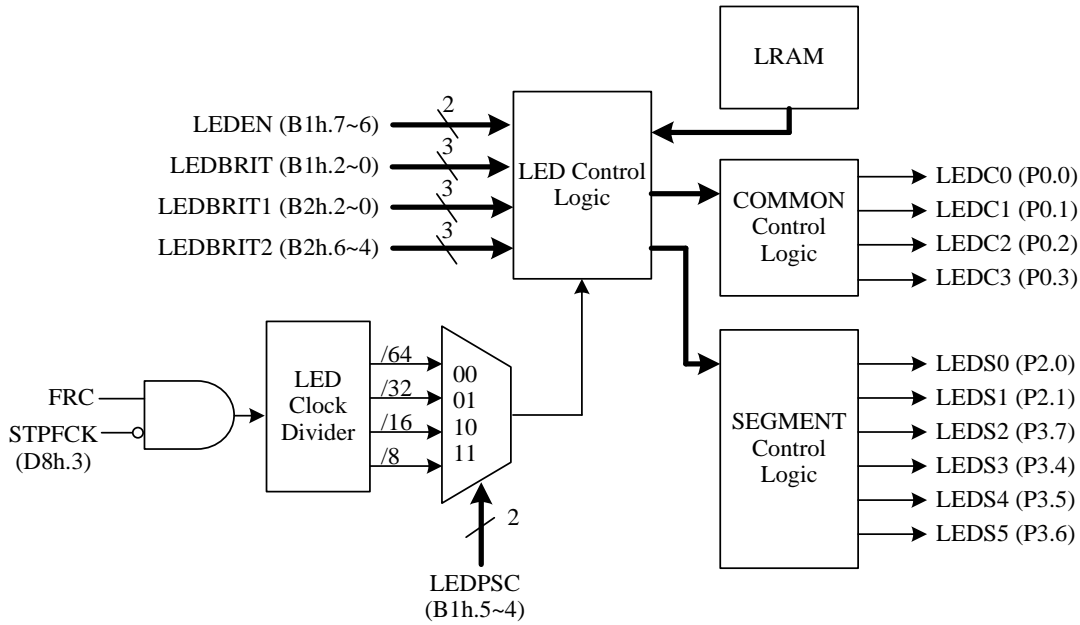 LRAM
LEDEN (B1h.7~6)
2
LEDBRIT (B1h.2~0)
3
LEDBRIT1 (B2h.2~0)
3
LEDBRIT2 (B2h.6~4)
3
LED Control
Logic
COMMON
Control
Logic
LEDC0 (P0.0)
LEDC1 (P0.1)
LEDC2 (P0.2)
LEDC3 (P0.3)
FRC
STPFCK
(D8h.3)
LED
Clock
Divider
/64
/32
/16
/8
00
01
10
11
2
LEDPSC
(B1h.5~4)
SEGMENT
Control
Logic
LEDS0 (P2.0)
LEDS1 (P2.1)
LEDS2 (P3.7)
LEDS3 (P3.4)
LEDS4 (P3.5)
LEDS5 (P3.6)